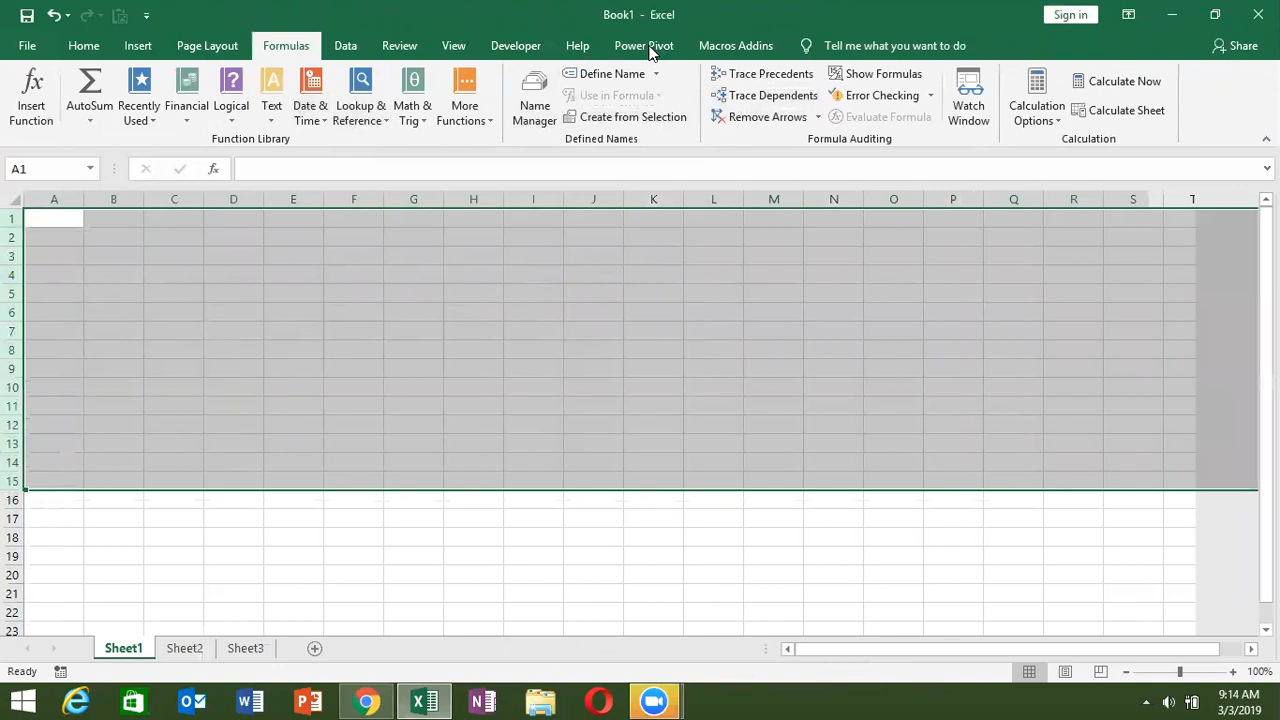 Book1 - Excel
Sign in
File Home Insert Page Layout Formulas Data Review View Developer Help Power Pivot Macros Addins Tell me what you want to do Share
Insert Function
AutoSum
Recently Used
Financial
Logical
Text
Date & Time
Lookup & Reference
Math & Trig
More Functions
Function Library
Name Manager
Define Name
Use in Formula
Create from Selection
Defined Names
Trace Precedents
Trace Dependents
Remove Arrows
Show Formulas
Error Checking
Evaluate Formula
Formula Auditing
Watch Window
Calculation Options
Calculate Now
Calculate Sheet
Calculation
A1
fx
A B C D E F G H I J K L M N O P Q R S T
1
2
3
4
5
6
7
8
9
10
11
12
13
14
15
16
17
18
19
20
21
22
23
Sheet1 Sheet2 Sheet3
Ready
100%
9:14 AM
3/3/2019